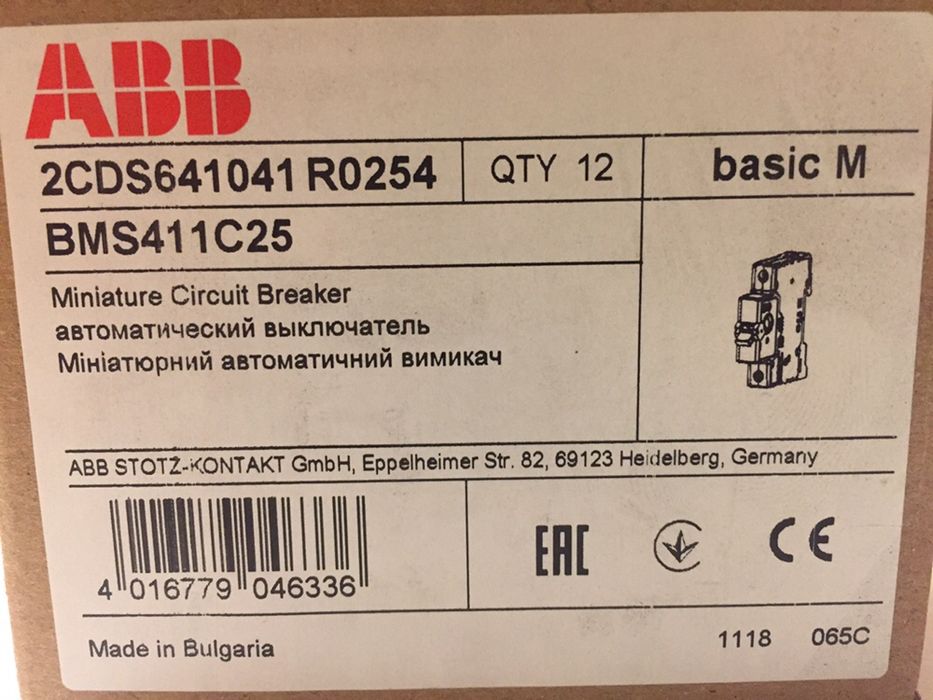 ABB
2CDS641041 R0254
QTY 12
basic M
BMS411C25
Miniature Circuit Breaker
автоматический выключатель
Мініатюрний автоматичний вимикач
ABB STOTZ-KONTAKT GmbH, Eppelheimer Str. 82, 69123 Heidelberg, Germany
4 016779 046336
EAC
CE
Made in Bulgaria
1118 065C